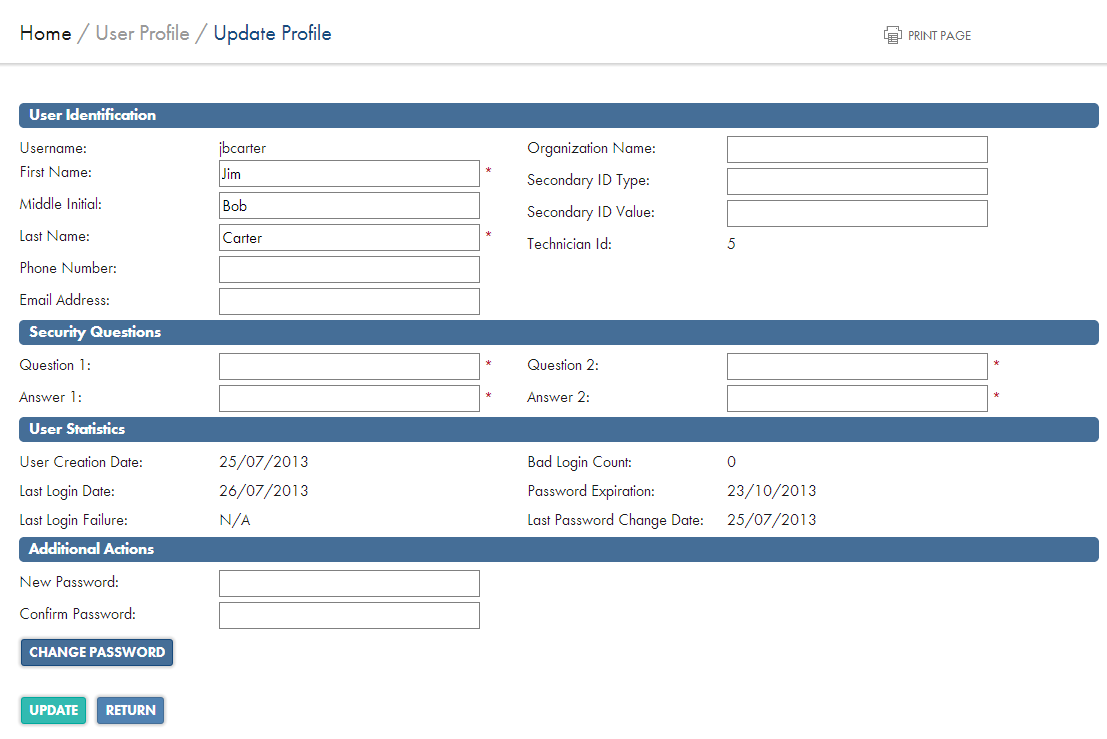 Home / User Profile / Update Profile
PRINT PAGE
User Identification
Username: jbcarter Organization Name:
First Name: Jim * Secondary ID Type:
Middle Initial: Bob Secondary ID Value:
Last Name: Carter * Technician Id: 5
Phone Number:
Email Address:
Security Questions
Question 1: * Question 2: *
Answer 1: * Answer 2: *
User Statistics
User Creation Date: 25/07/2013 Bad Login Count: 0
Last Login Date: 26/07/2013 Password Expiration: 23/10/2013
Last Login Failure: N/A Last Password Change Date: 25/07/2013
Additional Actions
New Password:
Confirm Password:
CHANGE PASSWORD
UPDATE RETURN